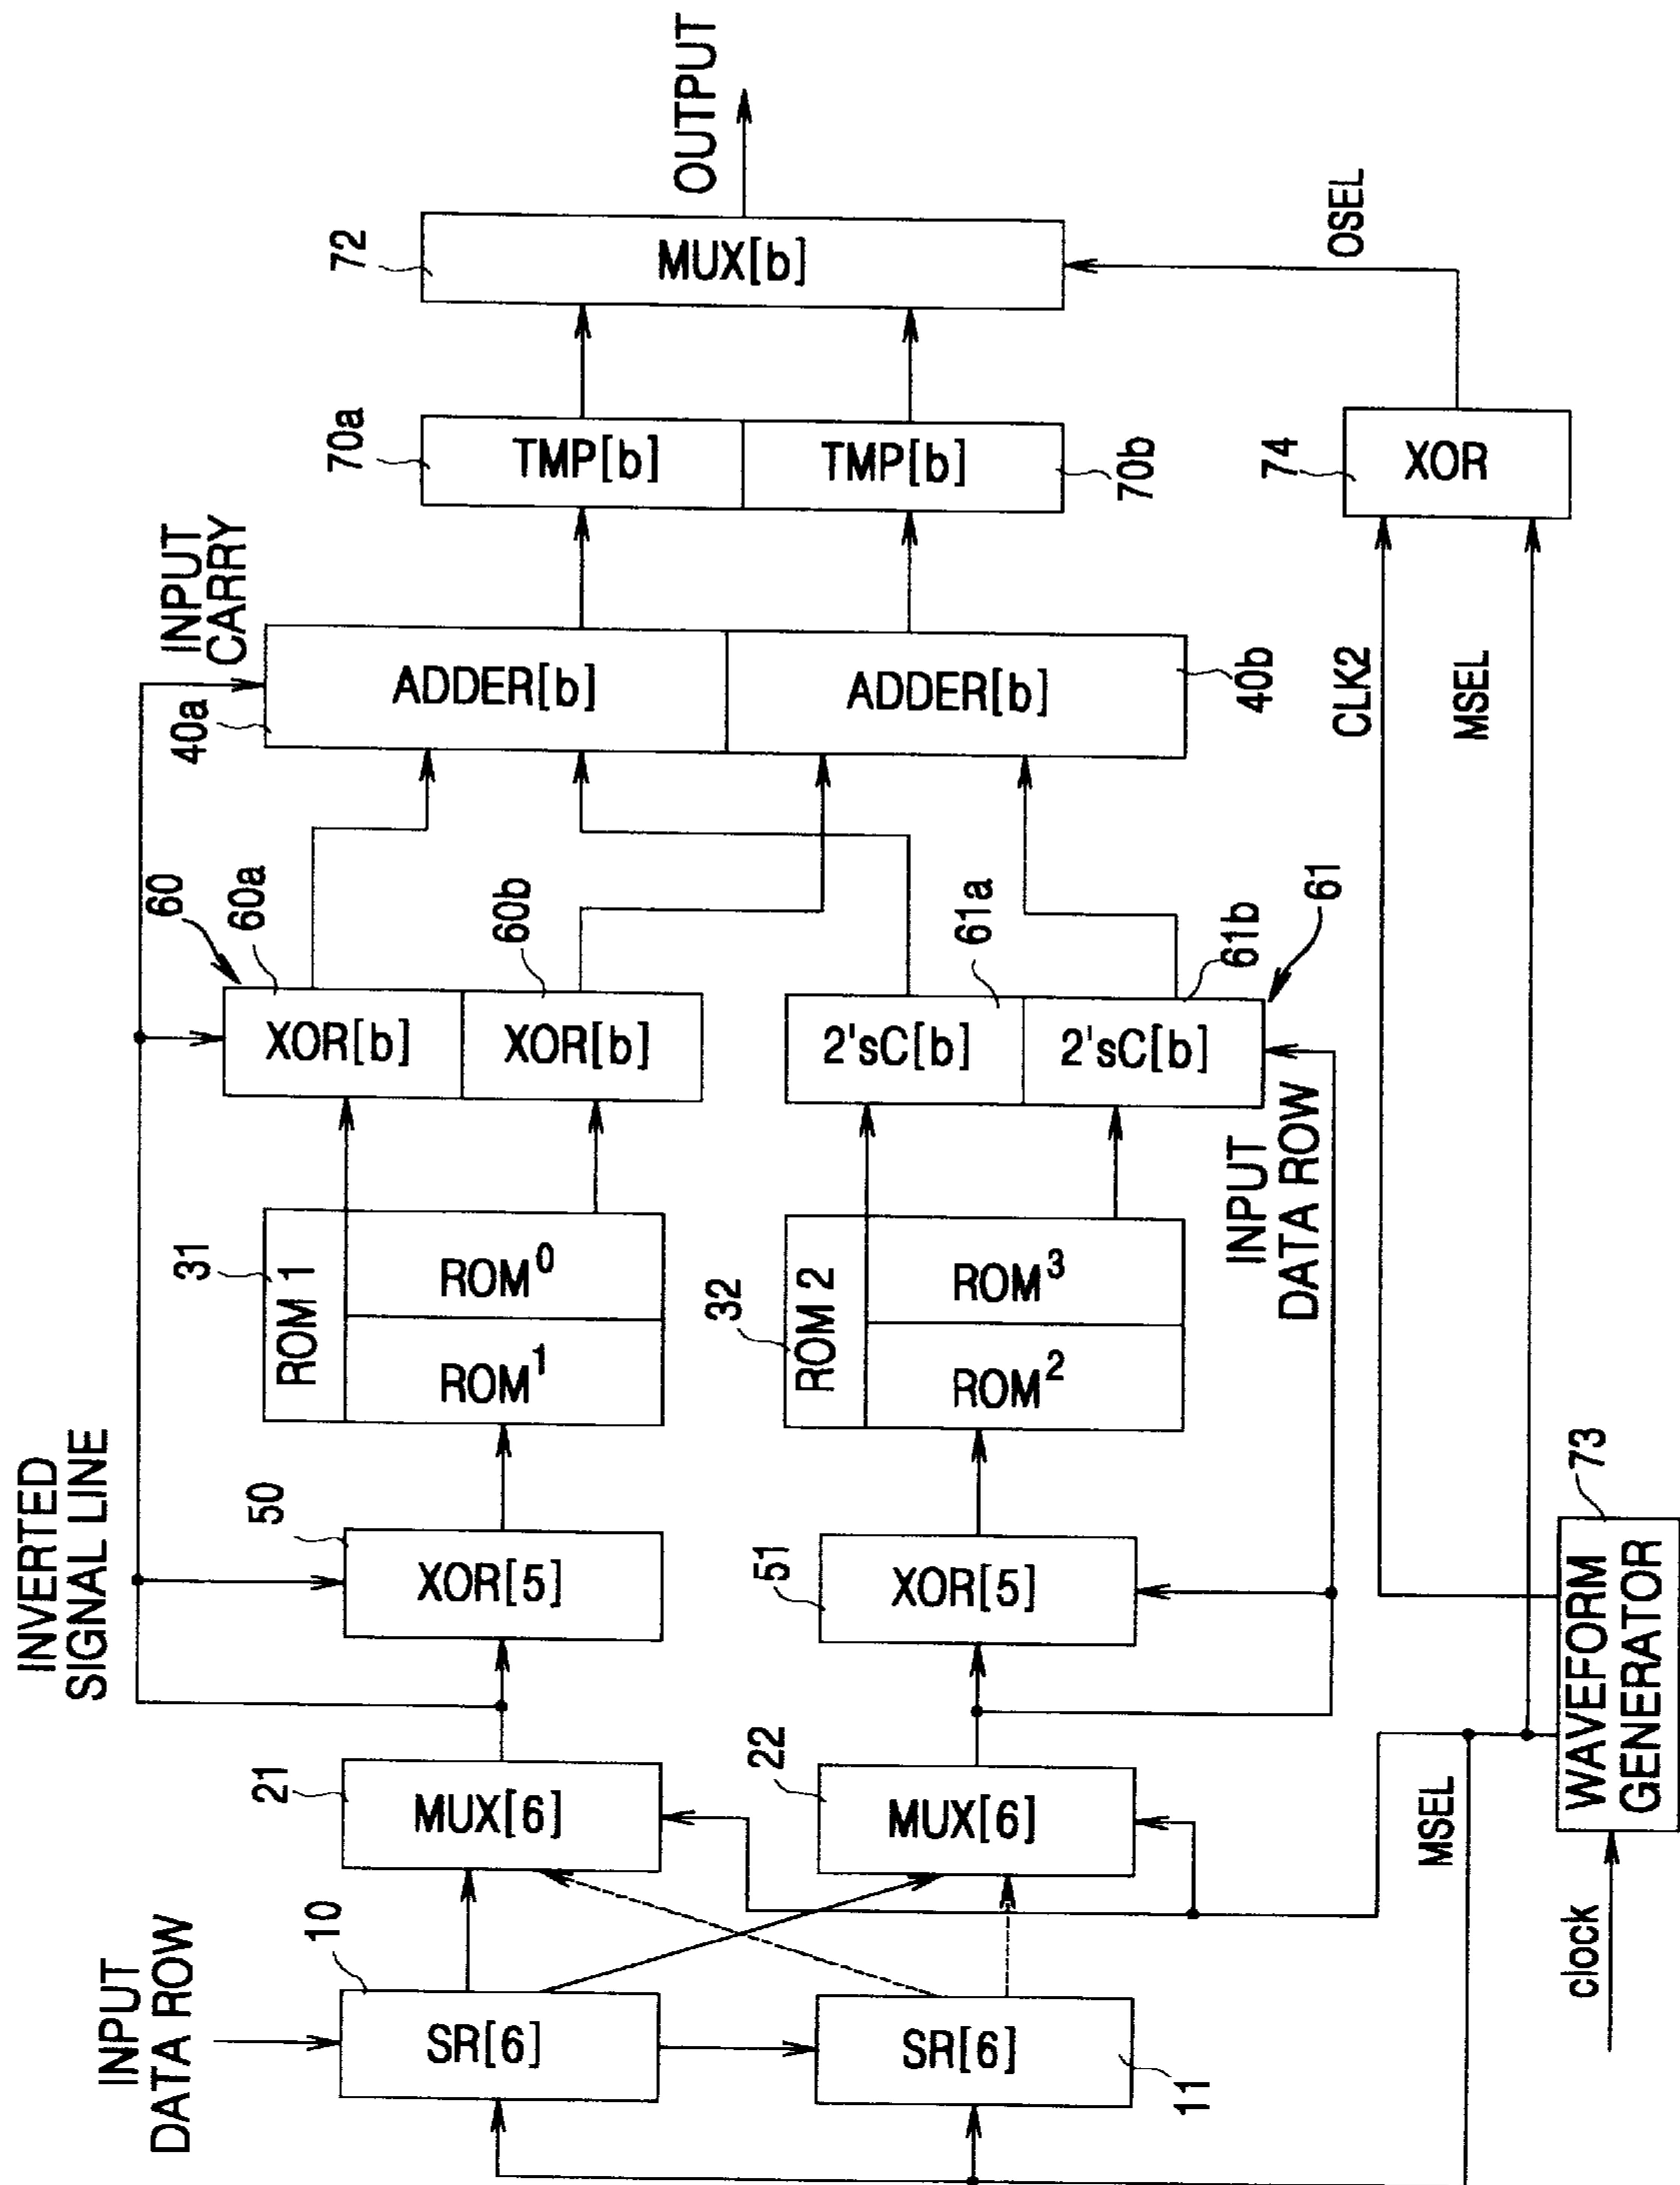 INPUT
DATA ROW
10
SR[6]
SR[6]
11
21
MUX[6]
22
MUX[6]
MSEL
clock
WAVEFORM
GENERATOR
73
INVERTED
SIGNAL LINE
50
XOR[5]
51
XOR[5]
31
ROM 1
ROM1
ROM0
32
ROM 2
ROM2
ROM3
INPUT
DATA ROW
60
60a
XOR[b]
60b
XOR[b]
61a
2'sC[b]
61b
2'sC[b]
61
INPUT
CARRY
40a
ADDER[b]
ADDER[b]
40b
CLK2
MSEL
70a
TMP[b]
TMP[b]
70b
74
XOR
72
MUX[b]
OSEL
OUTPUT